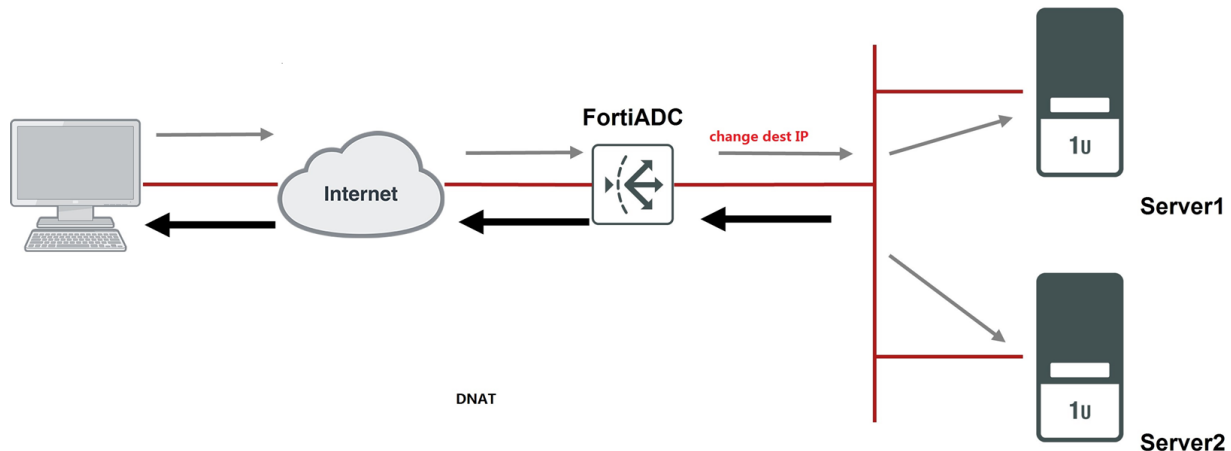 FortiADC
change dest IP
Internet
1U
Server1
1U
DNAT
Server2